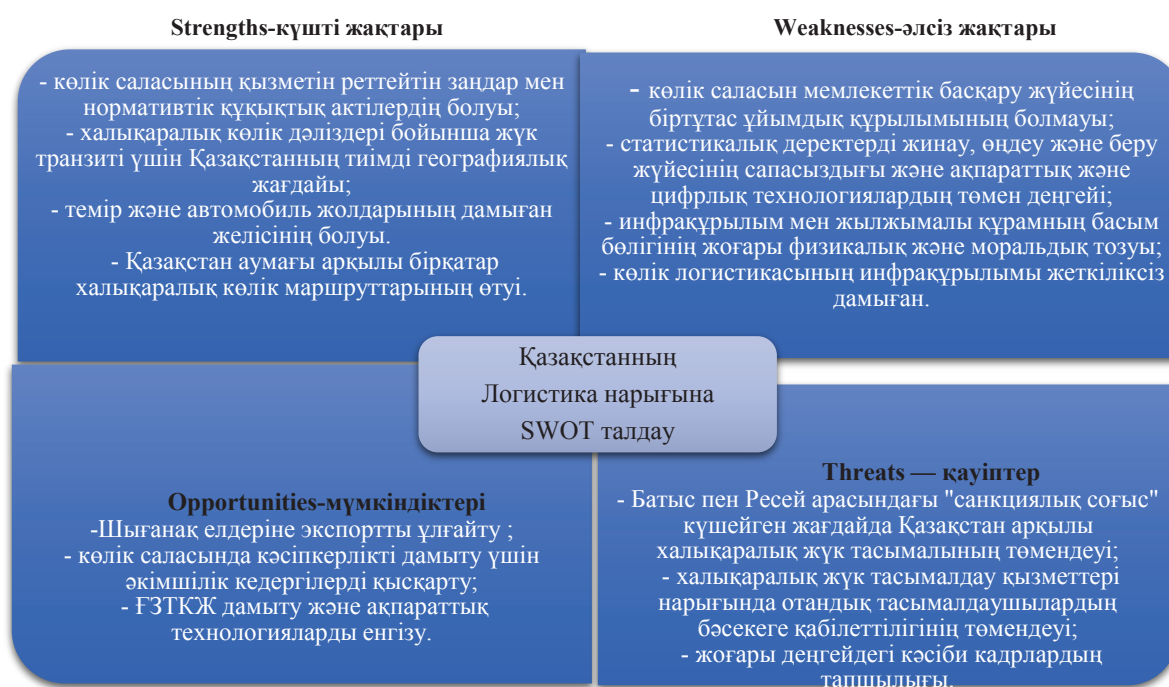 Strengths-күшті жақтары
- көлік саласының қызметін реттейтін заңдар мен
нормативтік құқықтық актілердің болуы;
- халықаралық көлік дәліздері бойынша жүк
транзиті үшін Қазақстанның тиімді географиялық
жағдайы;
- темір және автомобиль жолдарының дамыған
желісінің болуы.
- Қазақстан аумағы арқылы бірқатар
халықаралық көлік маршруттарының өтуі.
Weaknesses-әлсіз жақтары
- көлік саласын мемлекеттік басқару жүйесінің
біртұтас ұйымдық құрылымының болмауы;
- статистикалық деректерді жинау, өңдеу және беру
жүйесінің сапасыздығы және ақпараттық және
цифрлық технологиялардың төмен деңгейі;
- инфрақұрылым мен жылжымалы құрамның басым
бөлігінің жоғары физикалық және моральдық тозуы;
- көлік логистикасының инфрақұрылымы жеткіліксіз
дамыған.
Қазақстанның
Логистика нарығына
SWOT талдау
Opportunities-мүмкіндіктері
-Шығанақ елдеріне экспортты ұлғайту ;
- көлік саласында кәсіпкерлікті дамыту үшін
әкімшілік кедергілерді қысқарту;
- ҒЗТКЖ дамыту және ақпараттық
технологияларды енгізу.
Threats — қауіптер
- Батыс пен Ресей арасындағы "санкциялық соғыс"
күшейген жағдайда Қазақстан арқылы
халықаралық жүк тасымалының төмендеуі;
- халықаралық жүк тасымалдау қызметтері
нарығында отандық тасымалдаушылардың
бәсекеге қабілеттілігінің төмендеуі;
- жоғары деңгейдегі кәсіби кадрлардың
тапшылығы.